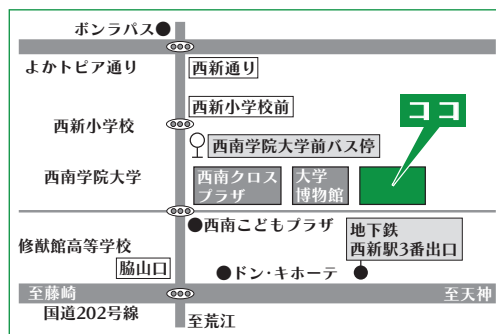 ボンラパス
よかトピア通り
西新通り
西新小学校前
ココ
西新小学校
西南学院大学前バス停
西南学院大学
西南クロス
プラザ
大学
博物館
西南こどもプラザ
地下鉄
西新駅3番出口
修猷館高等学校
脇山口
ドン・キホーテ
至藤崎
至天神
国道202号線
至荒江